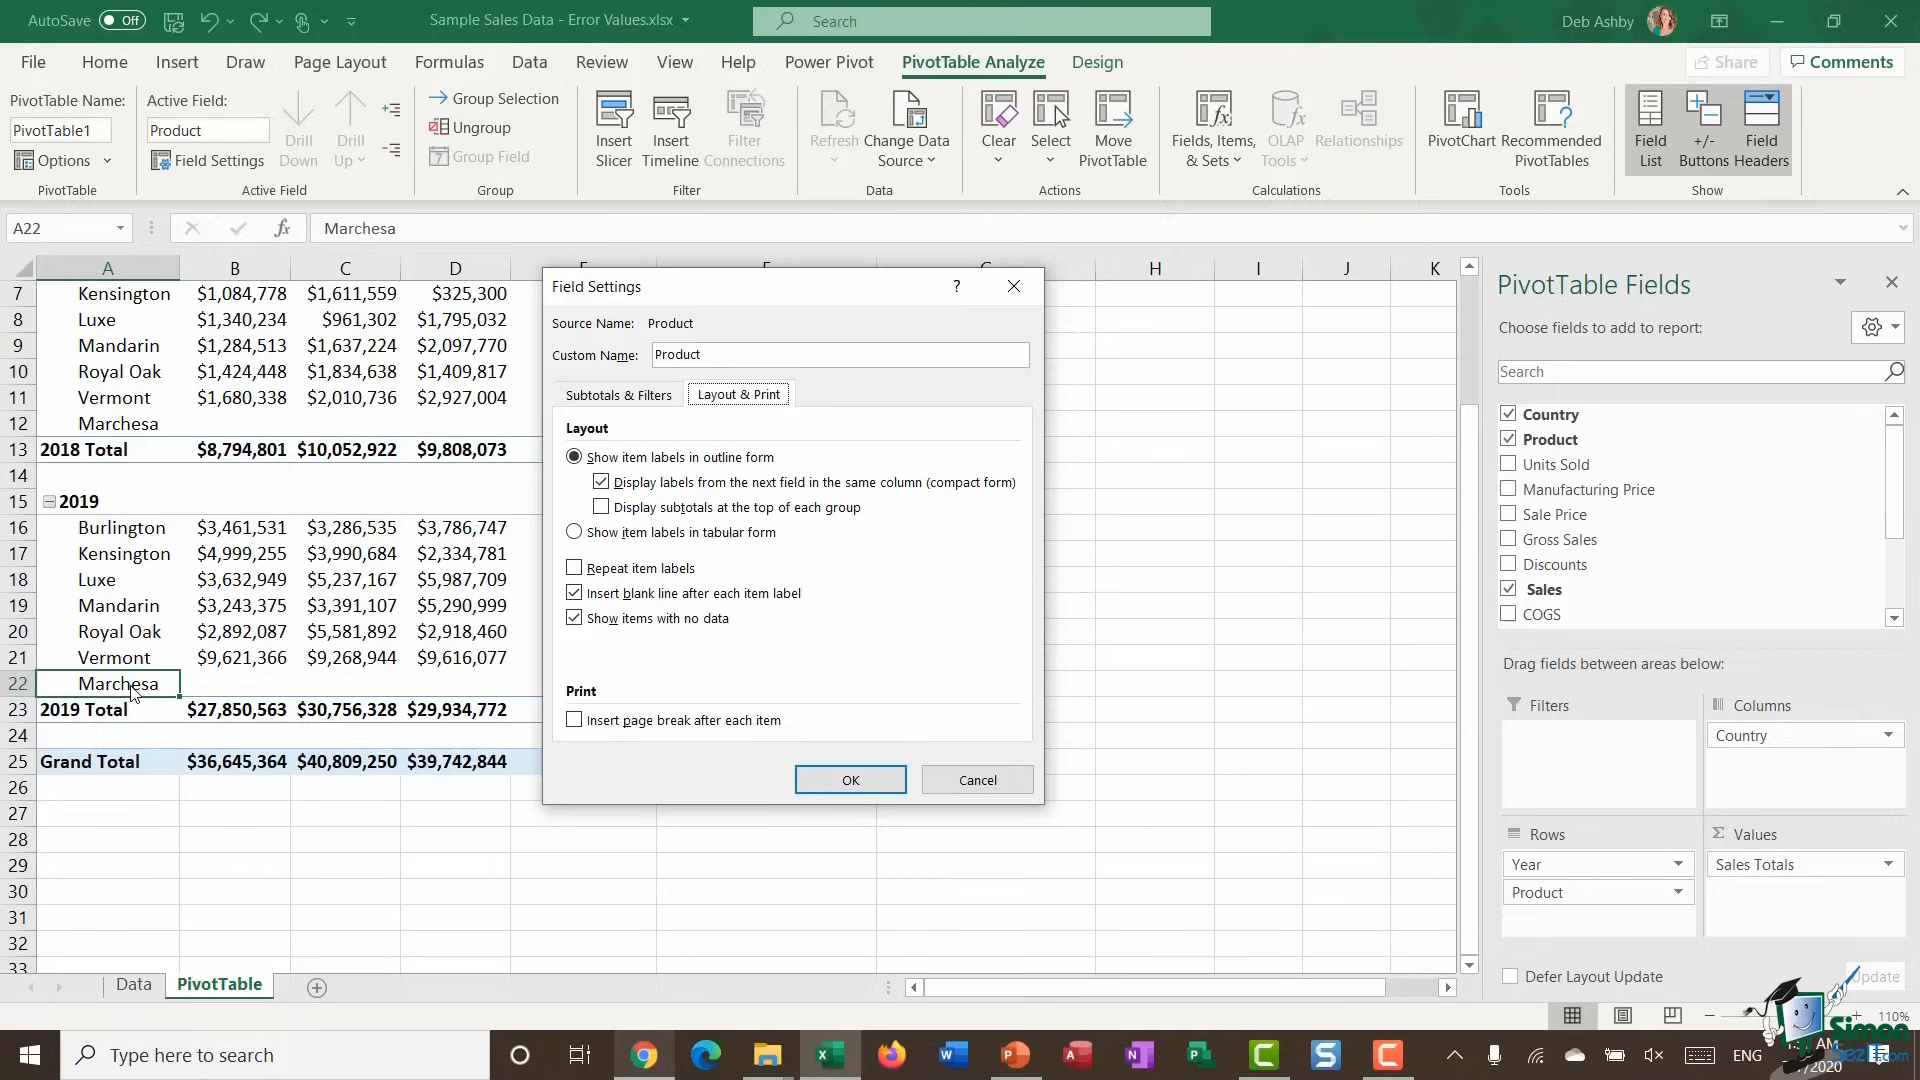 AutoSave Off
Sample Sales Data - Error Values.xlsx
Search
Deb Ashby
File Home Insert Draw Page Layout Formulas Data Review View Help Power Pivot PivotTable Analyze Design
Share Comments
PivotTable Name:
PivotTable1
Options
PivotTable
Active Field:
Product
Field Settings
Drill Down
Drill Up
Active Field
Group Selection
Ungroup
Group Field
Group
Insert Slicer
Insert Timeline
Filter Connections
Filter
Refresh
Change Data Source
Data
Clear
Select
Move PivotTable
Actions
Fields, Items, & Sets
OLAP Tools
Relationships
Calculations
PivotChart
Recommended PivotTables
Tools
Field List
+/- Buttons
Field Headers
Show
A22
fx
Marchesa
A B C D H I J K
7 Kensington $1,084,778 $1,611,559 $325,300
8 Luxe $1,340,234 $961,302 $1,795,032
9 Mandarin $1,284,513 $1,637,224 $2,097,770
10 Royal Oak $1,424,448 $1,834,638 $1,409,817
11 Vermont $1,680,338 $2,010,736 $2,927,004
12 Marchesa
13 2018 Total $8,794,801 $10,052,922 $9,808,073
14
15 2019
16 Burlington $3,461,531 $3,286,535 $3,786,747
17 Kensington $4,999,255 $3,990,684 $2,334,781
18 Luxe $3,632,949 $5,237,167 $5,987,709
19 Mandarin $3,243,375 $3,391,107 $5,290,999
20 Royal Oak $2,892,087 $5,581,892 $2,918,460
21 Vermont $9,621,366 $9,268,944 $9,616,077
22 Marchesa
23 2019 Total $27,850,563 $30,756,328 $29,934,772
24
25 Grand Total $36,645,364 $40,809,250 $39,742,844
26
27
28
29
30
31
32
33
Field Settings ?
Source Name: Product
Custom Name: Product
Subtotals & Filters
Layout & Print
Layout
Show item labels in outline form
Display labels from the next field in the same column (compact form)
Display subtotals at the top of each group
Show item labels in tabular form
Repeat item labels
Insert blank line after each item label
Show items with no data
Print
Insert page break after each item
OK
Cancel
PivotTable Fields
Choose fields to add to report:
Search
Country
Product
Units Sold
Manufacturing Price
Sale Price
Gross Sales
Discounts
Sales
COGS
Drag fields between areas below:
Filters
Columns
Country
Rows
Year
Product
Σ Values
Sales Totals
Defer Layout Update
Data PivotTable
110%
Type here to search
ENG
Simon
SezIT.com